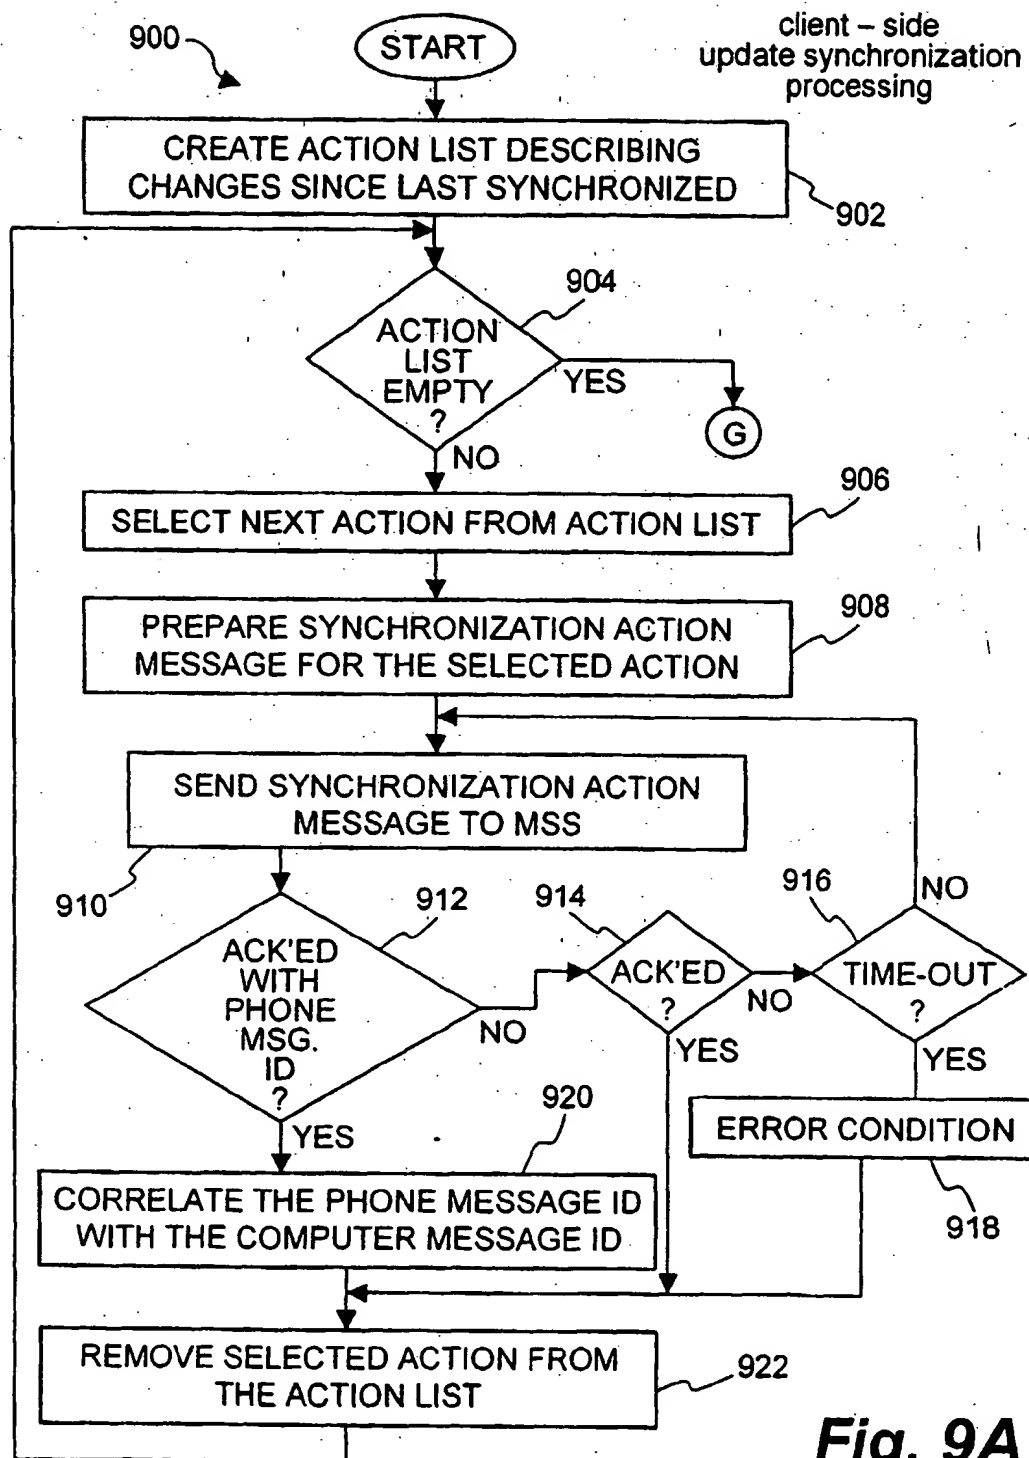 900
START
client – side
update synchronization
processing
CREATE ACTION LIST DESCRIBING
CHANGES SINCE LAST SYNCHRONIZED
902
904
ACTION
LIST
EMPTY
?
YES
G
NO
906
SELECT NEXT ACTION FROM ACTION LIST
908
PREPARE SYNCHRONIZATION ACTION
MESSAGE FOR THE SELECTED ACTION
SEND SYNCHRONIZATION ACTION
MESSAGE TO MSS
910
912
914
916
NO
ACK'ED
WITH
PHONE
MSG.
ID
?
NO
ACK'ED
?
NO
TIME-OUT
?
YES
YES
YES
920
ERROR CONDITION
918
CORRELATE THE PHONE MESSAGE ID
WITH THE COMPUTER MESSAGE ID
REMOVE SELECTED ACTION FROM
THE ACTION LIST
922
Fig. 9A